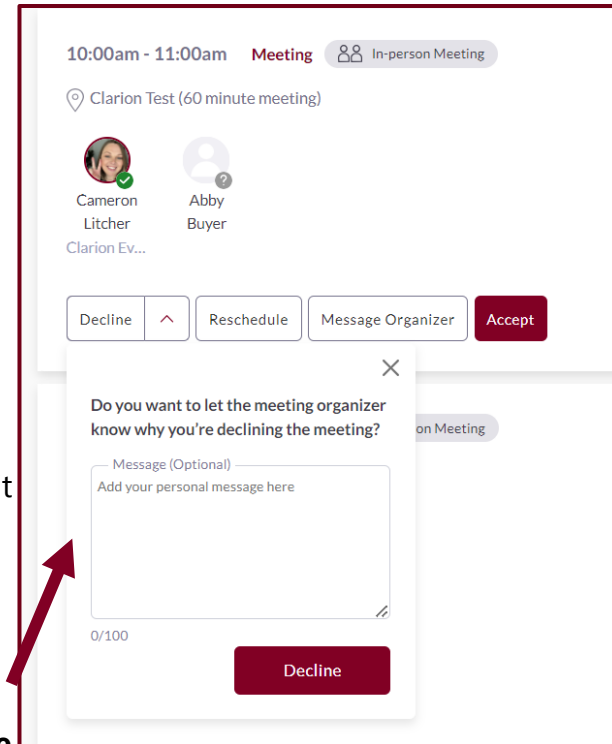 10:00am - 11:00am Meeting In-person Meeting
Clarion Test (60 minute meeting)
?
Cameron Abby
Litcher Buyer
Clarion Ev...
Decline Reschedule Message Organizer Accept
Do you want to let the meeting organizer
know why you're declining the meeting?
on Meeting
Message (Optional)
Add your personal message here
t
0/100
Decline